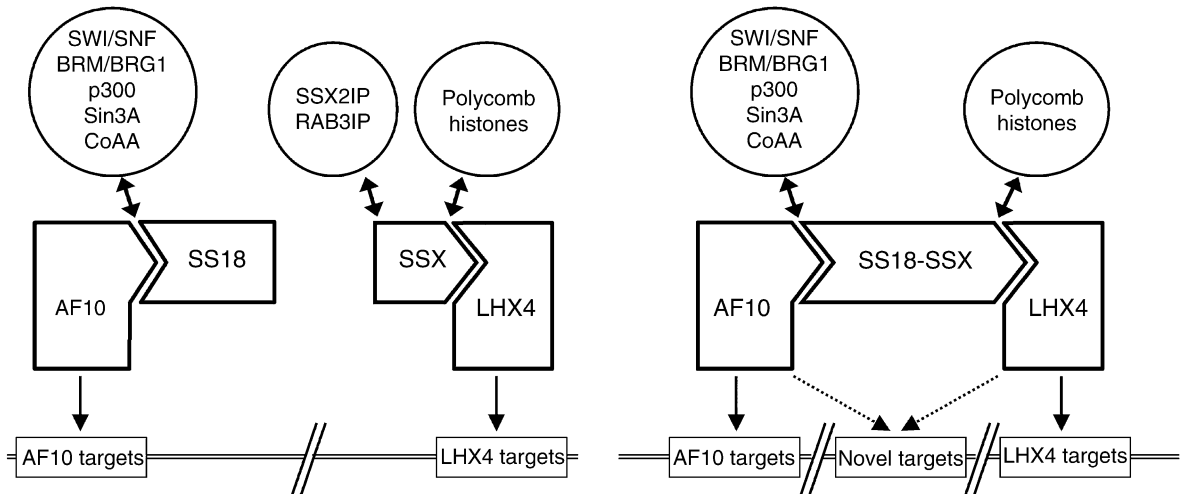 SWI/SNF
BRM/BRG1
p300
Sin3A
CoAA
SSX2IP
RAB3IP
Polycomb
histones
AF10
SS18
SSX
LHX4
AF10 targets
LHX4 targets
SWI/SNF
BRM/BRG1
p300
Sin3A
CoAA
Polycomb
histones
AF10
SS18-SSX
LHX4
AF10 targets
Novel targets
LHX4 targets